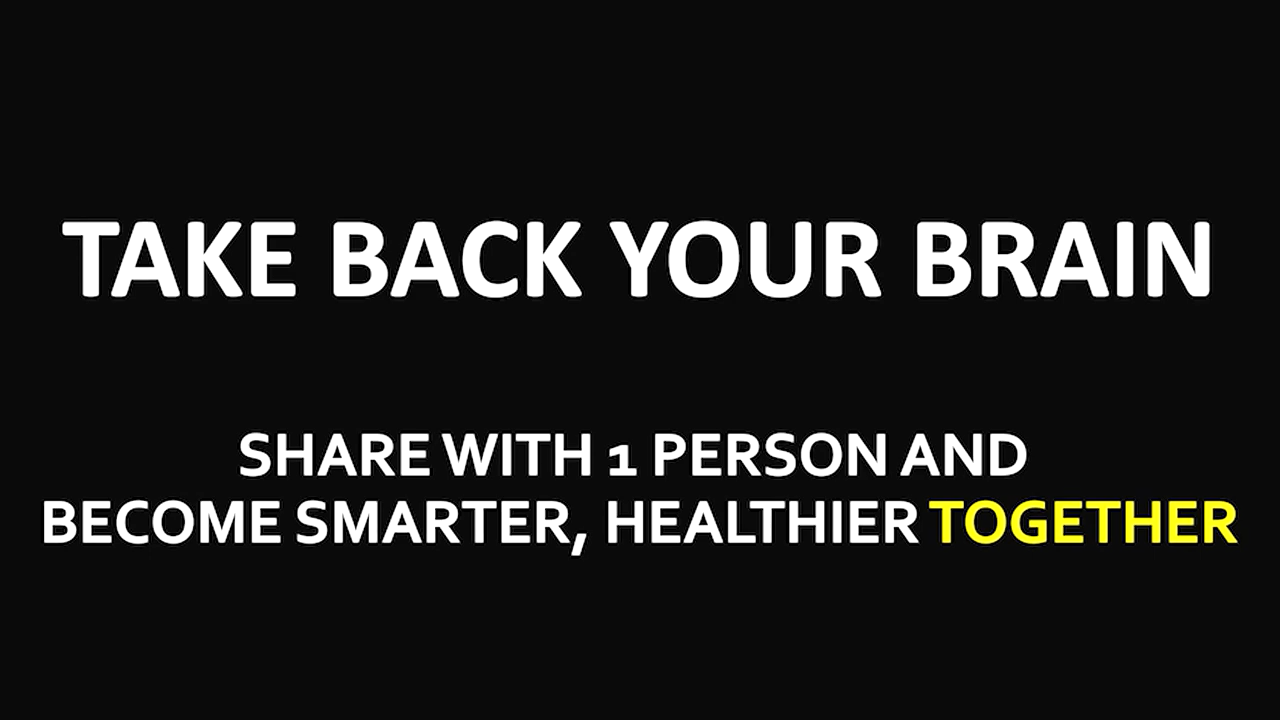 TAKE BACK YOUR BRAIN
SHARE WITH 1 PERSON AND
BECOME SMARTER, HEALTHIER TOGETHER